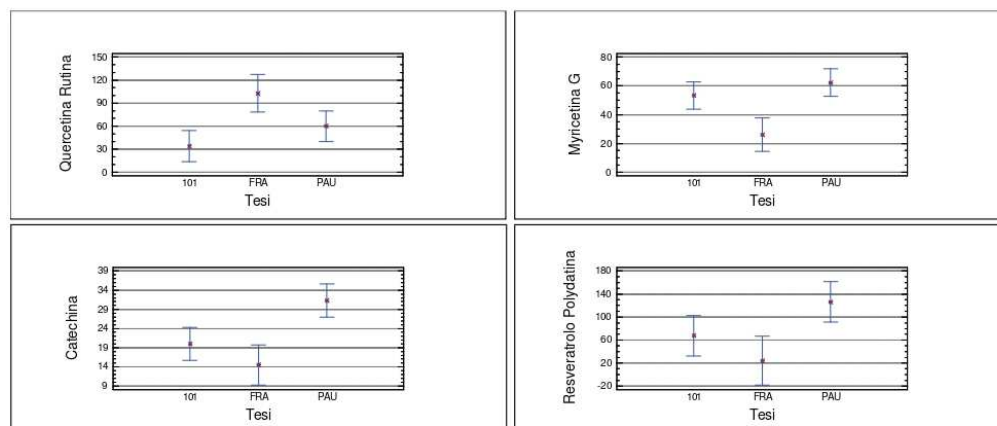 Quercetina Rutina
150
120
90
60
30
0
101 FRA PAU
Tesi
Myricetina G
80
60
40
20
0
101 FRA PAU
Tesi
Catechina
39
34
29
24
19
14
9
101 FRA PAU
Tesi
Resveratrolo Polydatina
180
140
100
60
20
-20
101 FRA PAU
Tesi